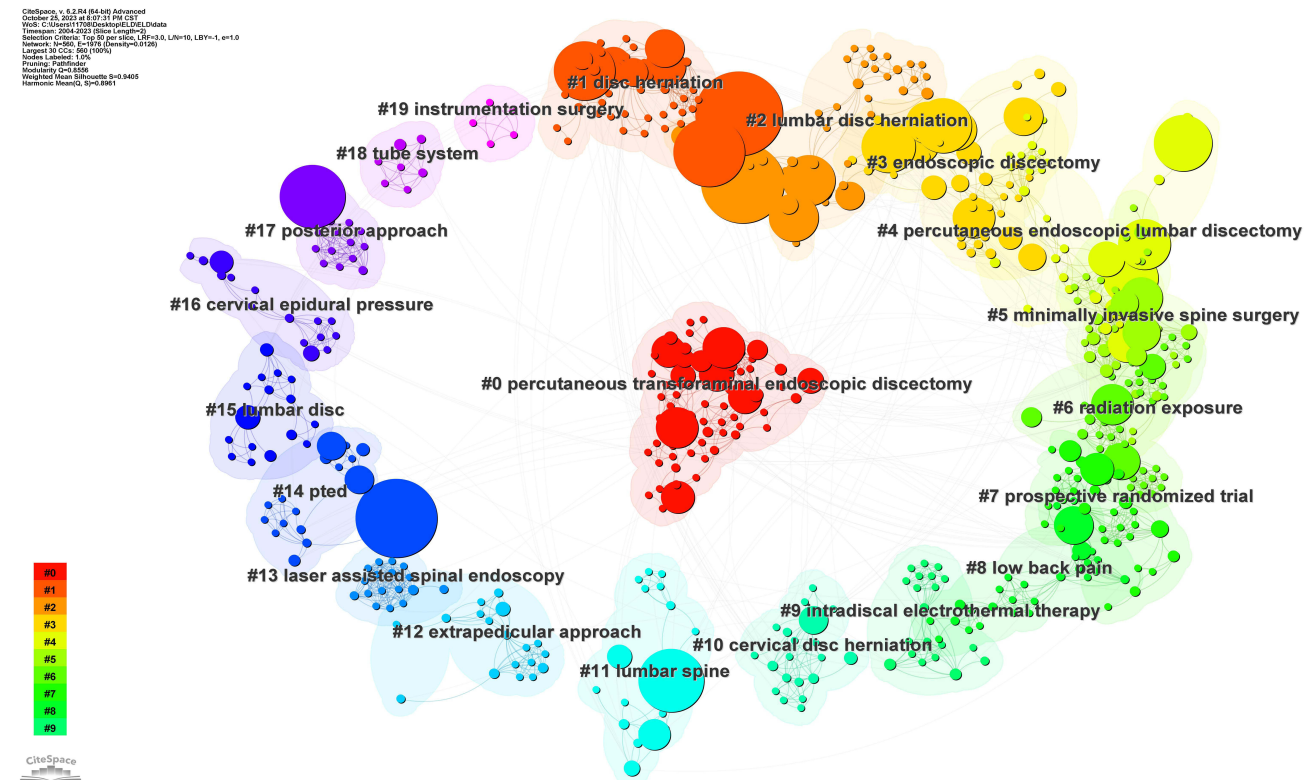 CiteSpace, v. 6.2.R4 (64-bit) Advanced
October 25, 2023 at 8:07:31 PM CST
WoS: C:\Users\11708\Desktop\ELD\ELD\data
Timespan: 2004-2023 (Slice Length=2)
Selection Criteria: Top 50 per slice, LRF=3.0, L/N=10, LBY=-1, e=1.0
Network: N=560, E=1976 (Density=0.0126)
Largest 30 CCs: 560 (100%)
Nodes Labeled: 1.0%
Pruning: Pathfinder
Modularity Q=0.8556
Weighted Mean Silhouette S=0.9405
Harmonic Mean(Q, S)=0.8961
#1 disc herniation
#19 instrumentation surgery
#2 lumbar disc herniation
#18 tube system
#3 endoscopic discectomy
#17 posterior approach
#4 percutaneous endoscopic lumbar discectomy
#16 cervical epidural pressure
#5 minimally invasive spine surgery
#0 percutaneous transforaminal endoscopic discectomy
#15 lumbar disc
#6 radiation exposure
#14 pted
#7 prospective randomized trial
#13 laser assisted spinal endoscopy
#8 low back pain
#9 intradiscal electrothermal therapy
#12 extrapedicular approach
#10 cervical disc herniation
#11 lumbar spine
#0
#1
#2
#3
#4
#5
#6
#7
#8
#9
CiteSpace